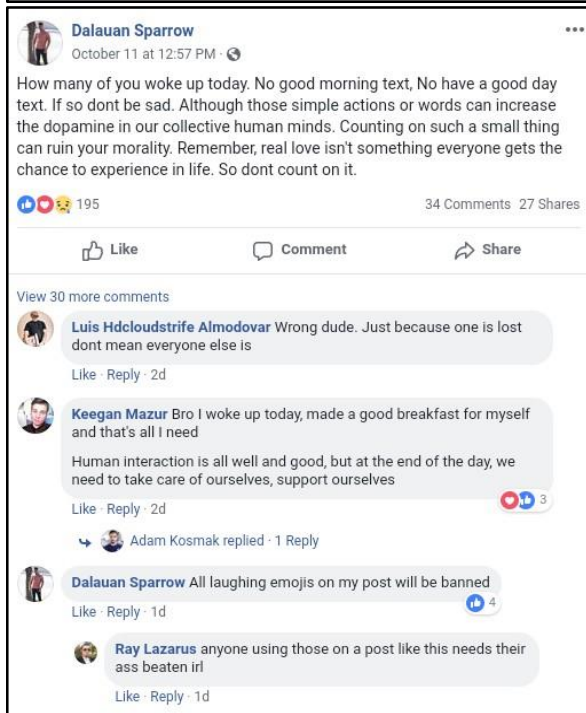 Dalauan Sparrow
October 11 at 12:57 PM ·
How many of you woke up today. No good morning text, No have a good day
text. If so dont be sad. Although those simple actions or words can increase
the dopamine in our collective human minds. Counting on such a small thing
can ruin your morality. Remember, real love isn't something everyone gets the
chance to experience in life. So dont count on it.
195
34 Comments 27 Shares
Like
Comment
Share
View 30 more comments
Luis Hdcloudstrife Almodovar Wrong dude. Just because one is lost
dont mean everyone else is
Like · Reply · 2d
Keegan Mazur Bro I woke up today, made a good breakfast for myself
and that's all I need
Human interaction is all well and good, but at the end of the day, we
need to take care of ourselves, support ourselves
3
Like · Reply · 2d
Adam Kosmak replied · 1 Reply
Dalauan Sparrow All laughing emojis on my post will be banned
4
Like · Reply · 1d
Ray Lazarus anyone using those on a post like this needs their
ass beaten irl
Like · Reply · 1d